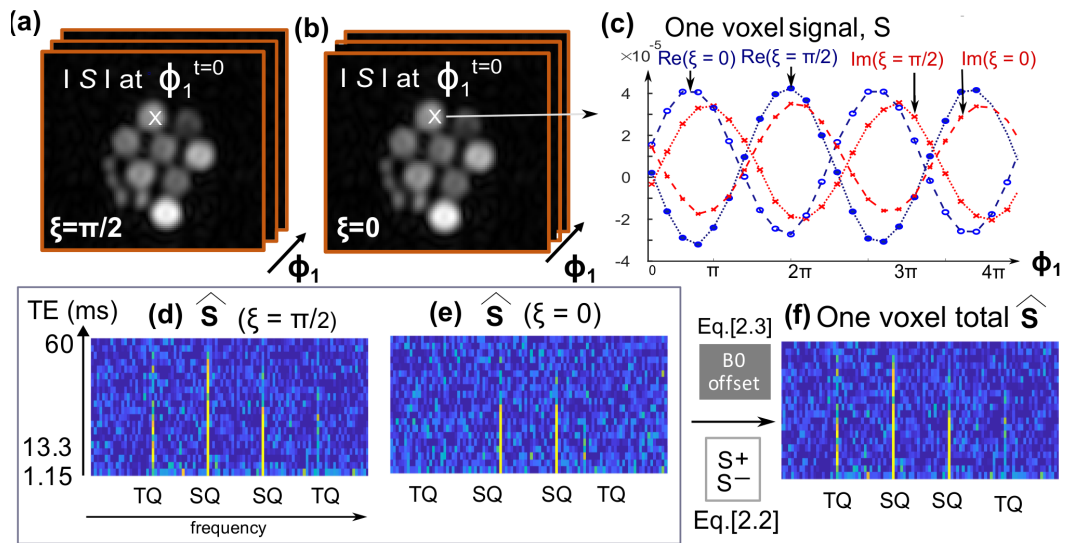 (a)
(b)
(c) One voxel signal, S
| S | at ϕ₁ t=0
x
ξ=π/2
ϕ₁
| S | at ϕ₁ t=0
x
ξ=0
ϕ₁
×10⁻⁵
Re(ξ = 0) Re(ξ = π/2) Im(ξ = π/2) Im(ξ = 0)
4
2
0
-2
-4
0 π 2π 3π 4π ϕ₁
TE (ms)
60
13.3
1.15
(d) Ŝ (ξ = π/2)
TQ SQ SQ TQ
frequency
(e) Ŝ (ξ = 0)
TQ SQ SQ TQ
Eq.[2.3]
B0
offset
S+
S−
Eq.[2.2]
(f) One voxel total Ŝ
TQ SQ SQ TQ